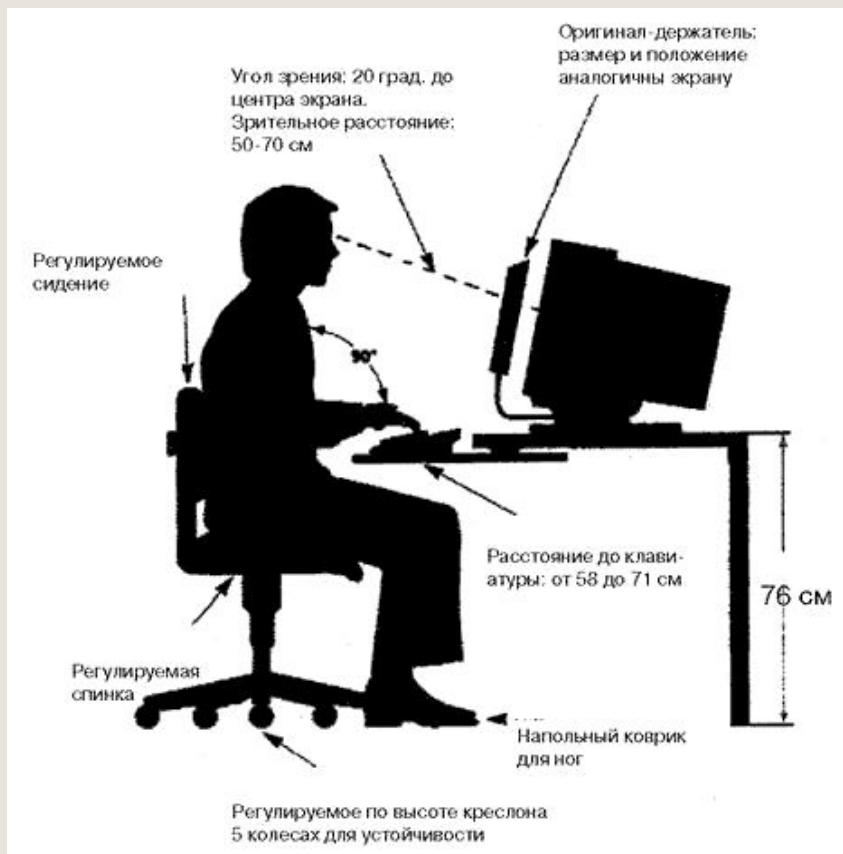 Оригинал-держатель:
размер и положение
аналогичны экрану
Угол зрения: 20 град. до
центра экрана.
Зрительное расстояние:
50-70 см
Регулируемое
сидение
90°
Расстояние до клави-
атуры: от 58 до 71 см
76 см
Регулируемая
спинка
Напольный коврик
для ног
Регулируемое по высоте креслона
5 колесах для устойчивости